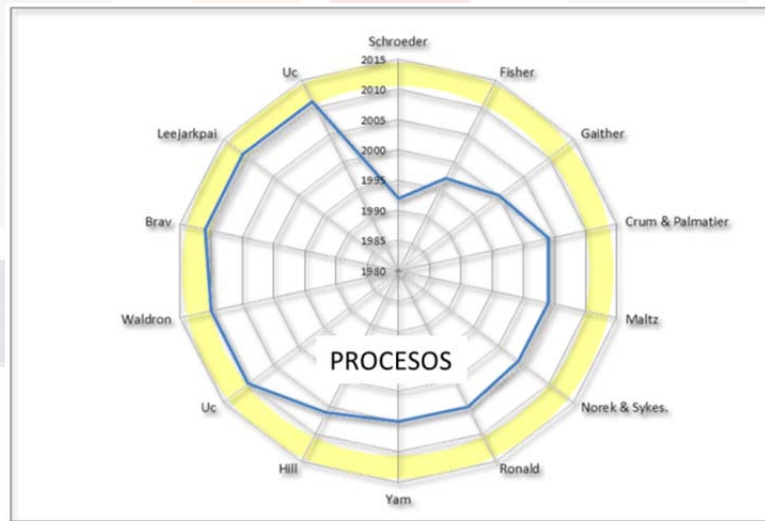 Schroeder
Fisher
Gaither
Crum & Palmatier
Maltz
Norek & Sykes.
Ronald
Yam
Hill
Uc
Waldron
Brav
Leejarkpai
Uc
2015
2010
2005
2000
1995
1990
1985
1980
PROCESOS